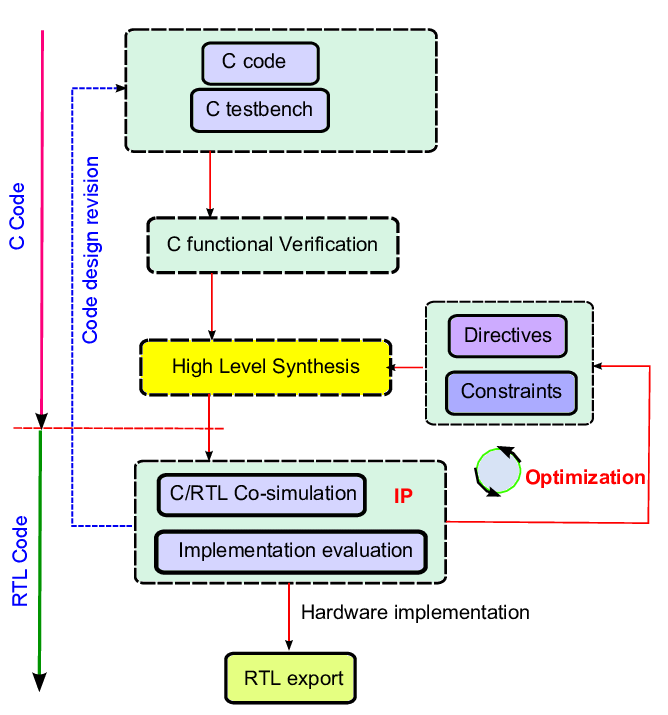 C code
C testbench
C Code
Code design revision
C functional Verification
High Level Synthesis
Directives
Constraints
Optimization
RTL Code
C/RTL Co-simulation
IP
Implementation evaluation
Hardware implementation
RTL export